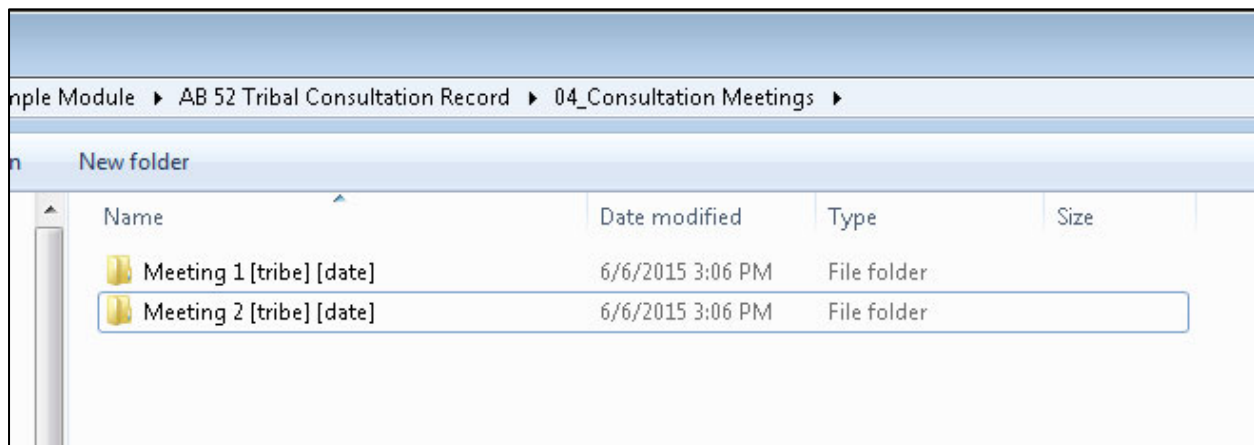 nple Module ▸ AB 52 Tribal Consultation Record ▸ 04_Consultation Meetings ▸
n New folder
Name Date modified Type Size
Meeting 1 [tribe] [date] 6/6/2015 3:06 PM File folder
Meeting 2 [tribe] [date] 6/6/2015 3:06 PM File folder